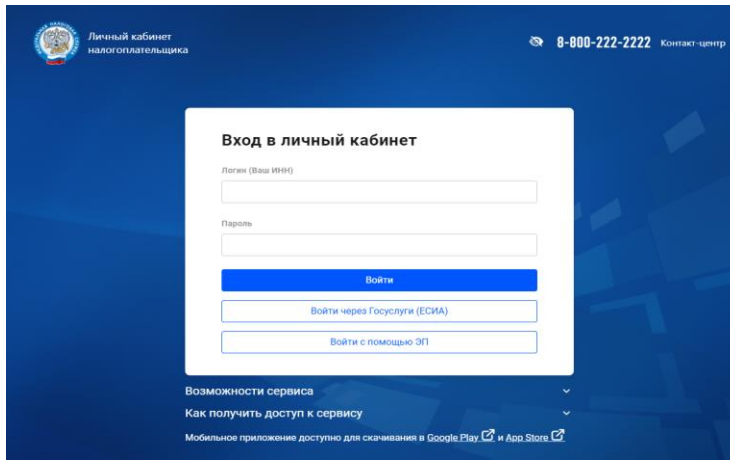 Личный кабинет
налогоплательщика
8-800-222-2222 Контакт-центр
Вход в личный кабинет
Логин (Ваш ИНН)
Пароль
Войти
Войти через Госуслуги (ЕСИА)
Войти с помощью ЭП
Возможности сервиса
Как получить доступ к сервису
Мобильное приложение доступно для скачивания в Google Play и App Store